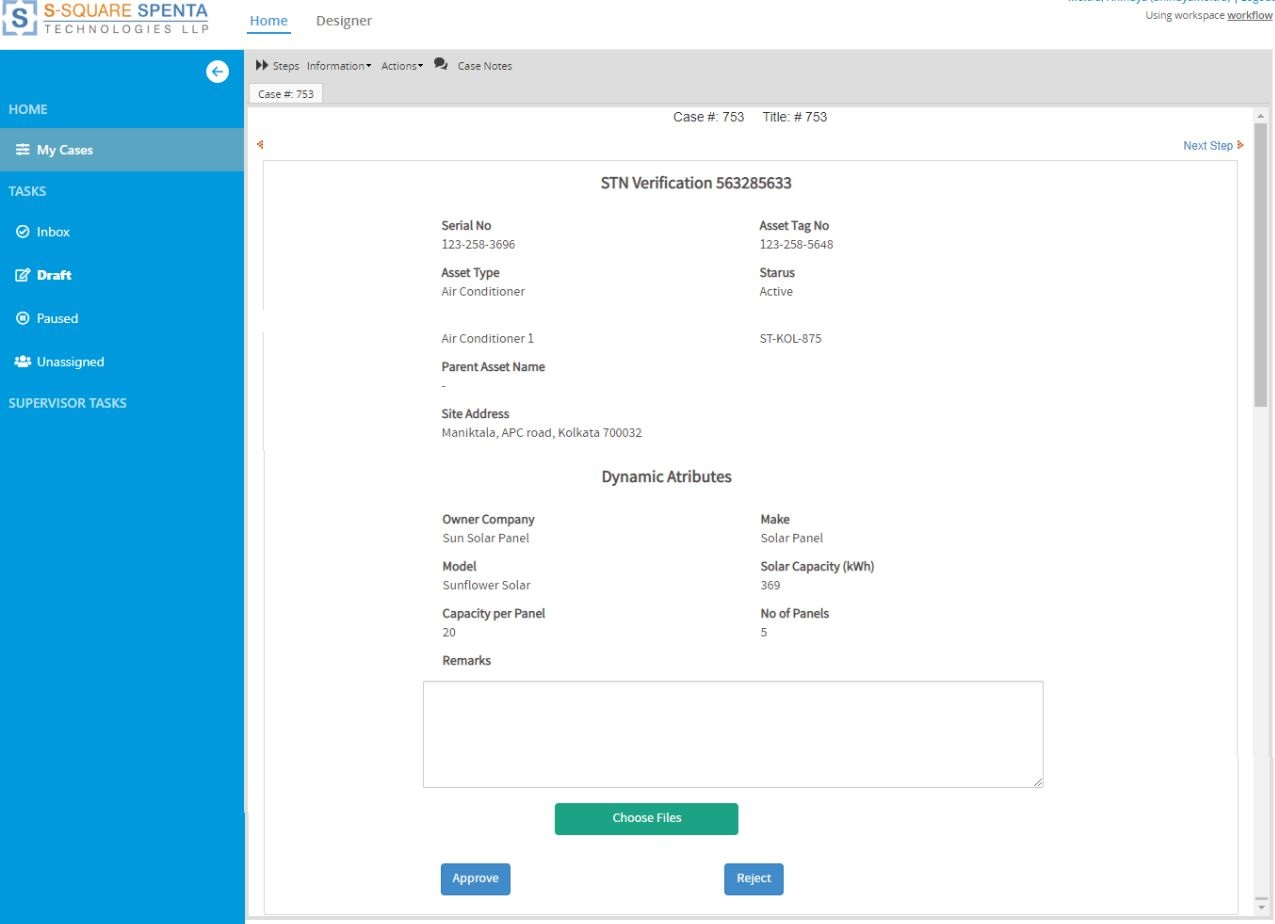 S-SQUARE SPENTA
TECHNOLOGIES LLP
Home Designer
Using workspace workflow
Steps Information Actions Case Notes
Case #: 753
HOME
My Cases
TASKS
Inbox
Draft
Paused
Unassigned
SUPERVISOR TASKS
Case #: 753 Title: # 753
Next Step
STN Verification 563285633
Serial No Asset Tag No
123-258-3696 123-258-5648
Asset Type Starus
Air Conditioner Active
Air Conditioner 1 ST-KOL-875
Parent Asset Name
-
Site Address
Maniktala, APC road, Kolkata 700032
Dynamic Atributes
Owner Company Make
Sun Solar Panel Solar Panel
Model Solar Capacity (kWh)
Sunflower Solar 369
Capacity per Panel No of Panels
20 5
Remarks
Choose Files
Approve Reject